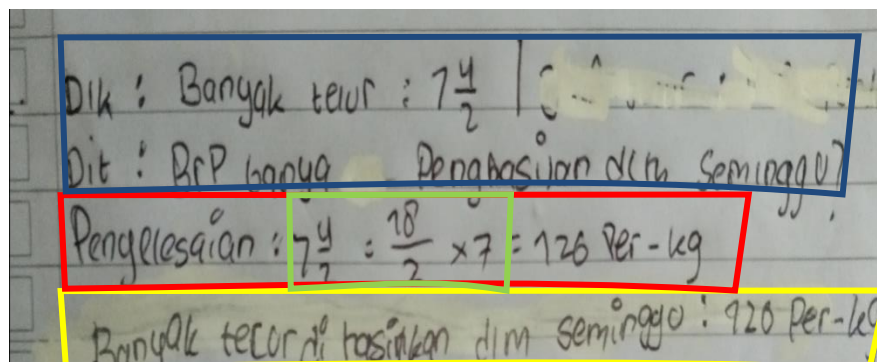 Dik : Banyak telur : 7 4/2
Dit : BrP banya Penghasilan dlm Seminggu?
Pengelesaian : 7 4/2 = 18/2 x 7 = 126 Per-kg
Banyak telur di hasilkan dlm seminggu : 126 Per-kg